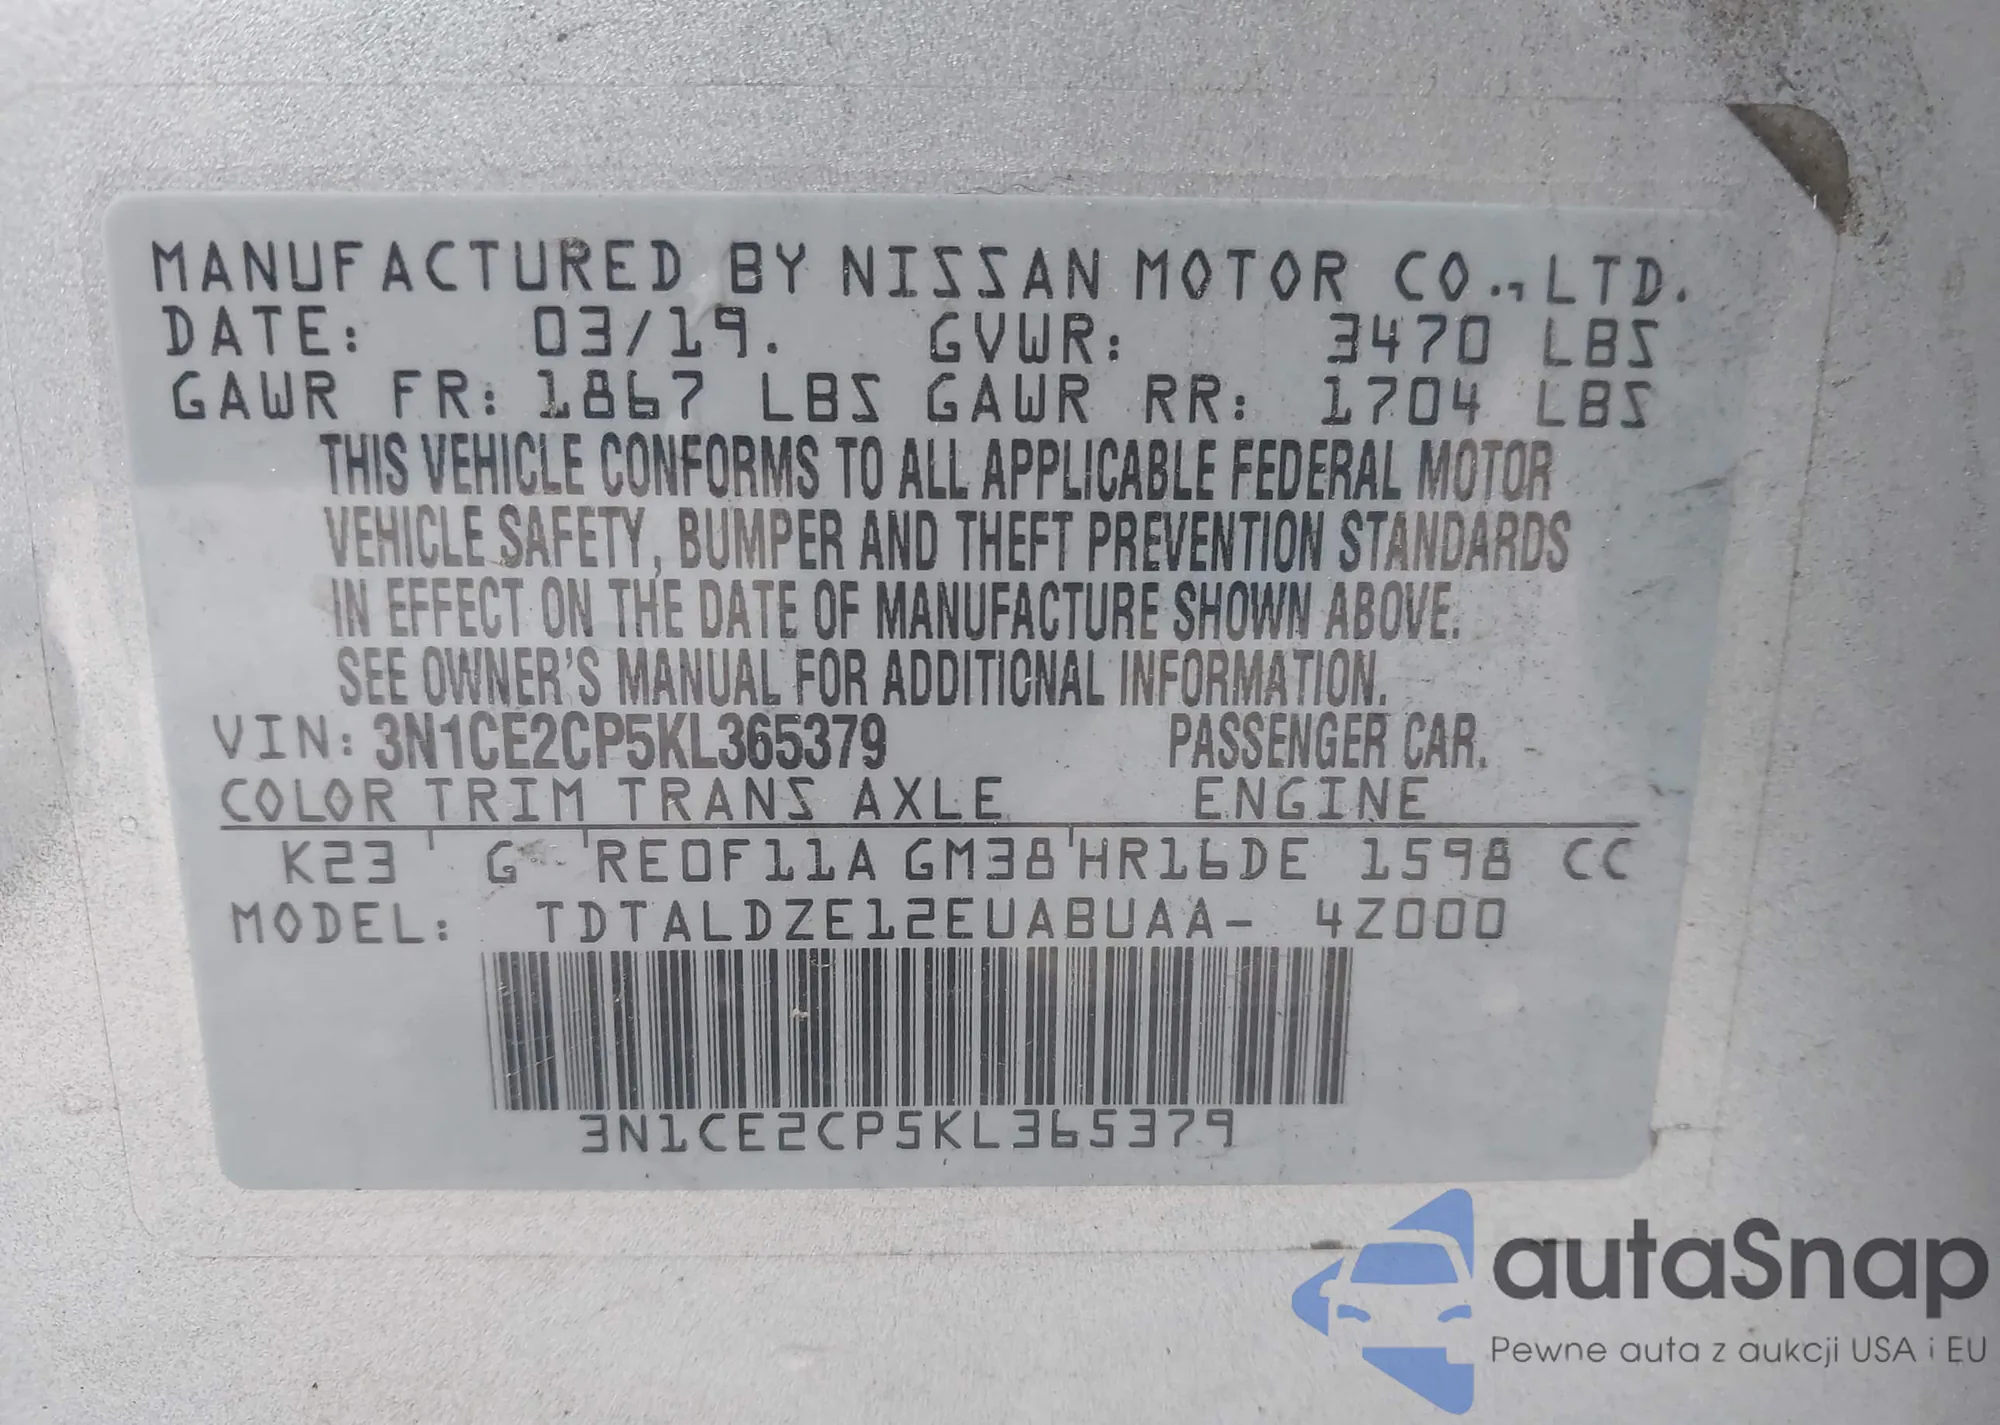 MANUFACTURED BY NISSAN MOTOR CO.,LTD.
DATE: 03/19. GVWR: 3470 LBS
GAWR FR: 1867 LBS GAWR RR: 1704 LBS
THIS VEHICLE CONFORMS TO ALL APPLICABLE FEDERAL MOTOR
VEHICLE SAFETY, BUMPER AND THEFT PREVENTION STANDARDS
IN EFFECT ON THE DATE OF MANUFACTURE SHOWN ABOVE.
SEE OWNER'S MANUAL FOR ADDITIONAL INFORMATION.
VIN: 3N1CE2CP5KL365379 PASSENGER CAR.
COLOR TRIM TRANS AXLE ENGINE
K23 G RE0F11A GM38 HR16DE 1598 CC
MODEL: TDTALDZE12EUABUAA- 4Z000
3N1CE2CP5KL365379
autaSnap
Pewne auta z aukcji USA i EU